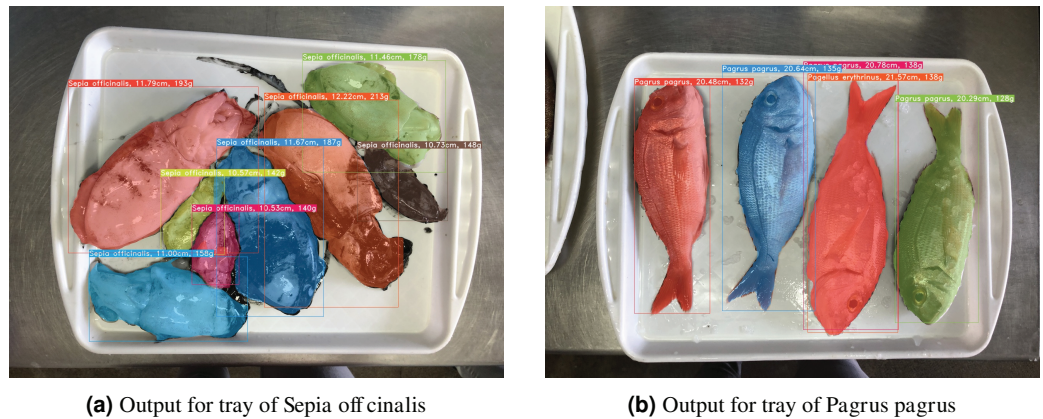 Sepia officinalis, 11.46cm, 178g
Sepia officinalis, 11.79cm, 193g
Sepia officinalis, 12.22cm, 213g
Sepia officinalis, 11.67cm, 187g
Sepia officinalis, 10.73cm, 148g
Sepia officinalis, 10.57cm, 142g
Sepia officinalis, 10.53cm, 140g
Sepia officinalis, 11.00cm, 158g
Pagrus pagrus, 20.78cm, 138g
Pagrus pagrus, 20.64cm, 135g
Pagellus erythrinus, 21.57cm, 138g
Pagrus pagrus, 20.48cm, 132g
Pagrus pagrus, 20.29cm, 128g
(a) Output for tray of Sepia off cinalis
(b) Output for tray of Pagrus pagrus